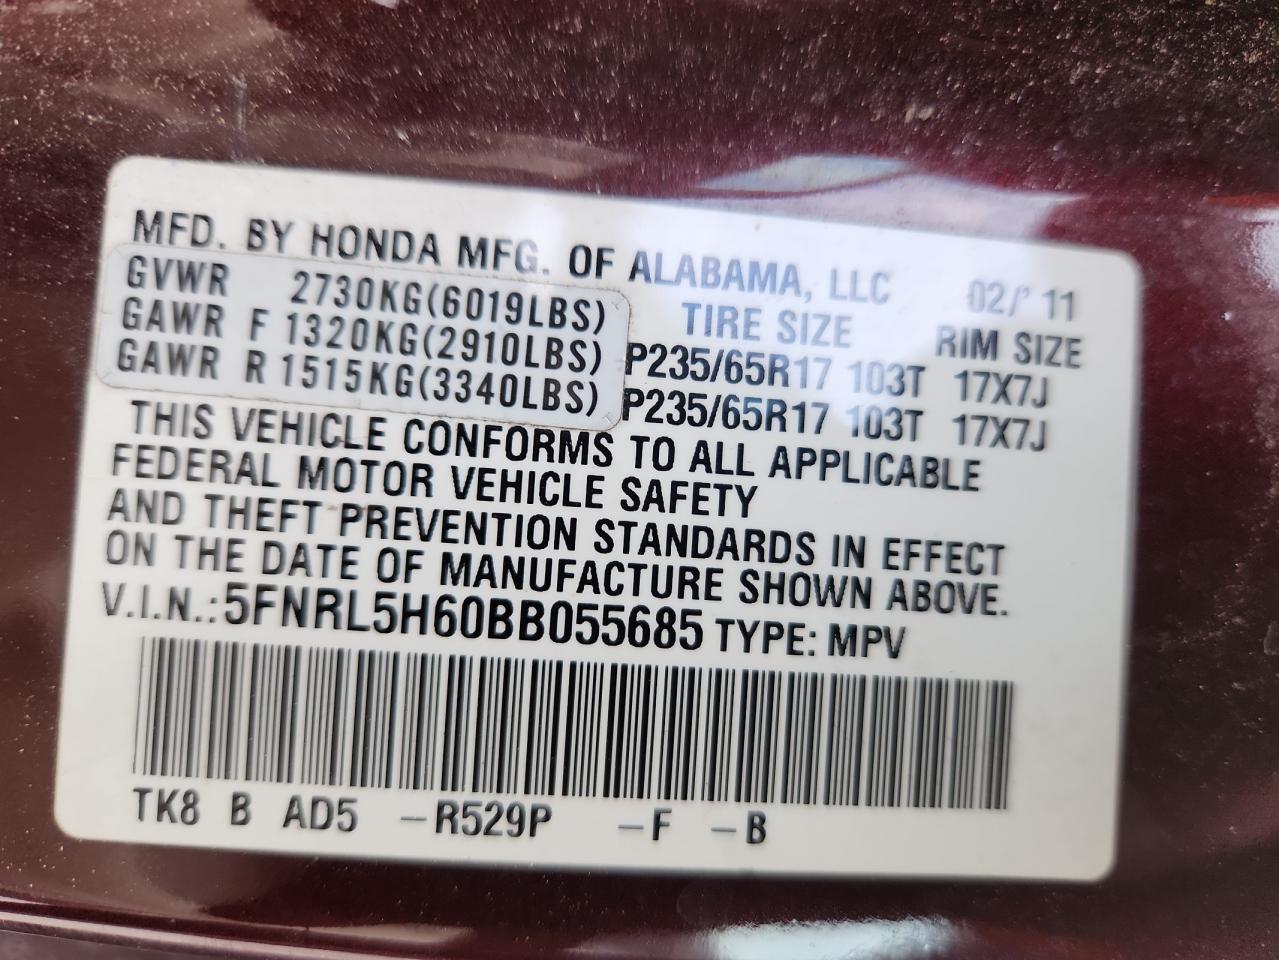 MFD. BY HONDA MFG. OF ALABAMA, LLC 02/' 11
GVWR 2730KG(6019LBS) TIRE SIZE RIM SIZE
GAWR F 1320KG(2910LBS) P235/65R17 103T 17X7J
GAWR R 1515KG(3340LBS) P235/65R17 103T 17X7J
THIS VEHICLE CONFORMS TO ALL APPLICABLE
FEDERAL MOTOR VEHICLE SAFETY
AND THEFT PREVENTION STANDARDS IN EFFECT
ON THE DATE OF MANUFACTURE SHOWN ABOVE.
V.I.N.:5FNRL5H60BB055685 TYPE: MPV
TK8 B AD5 –R529P –F –B